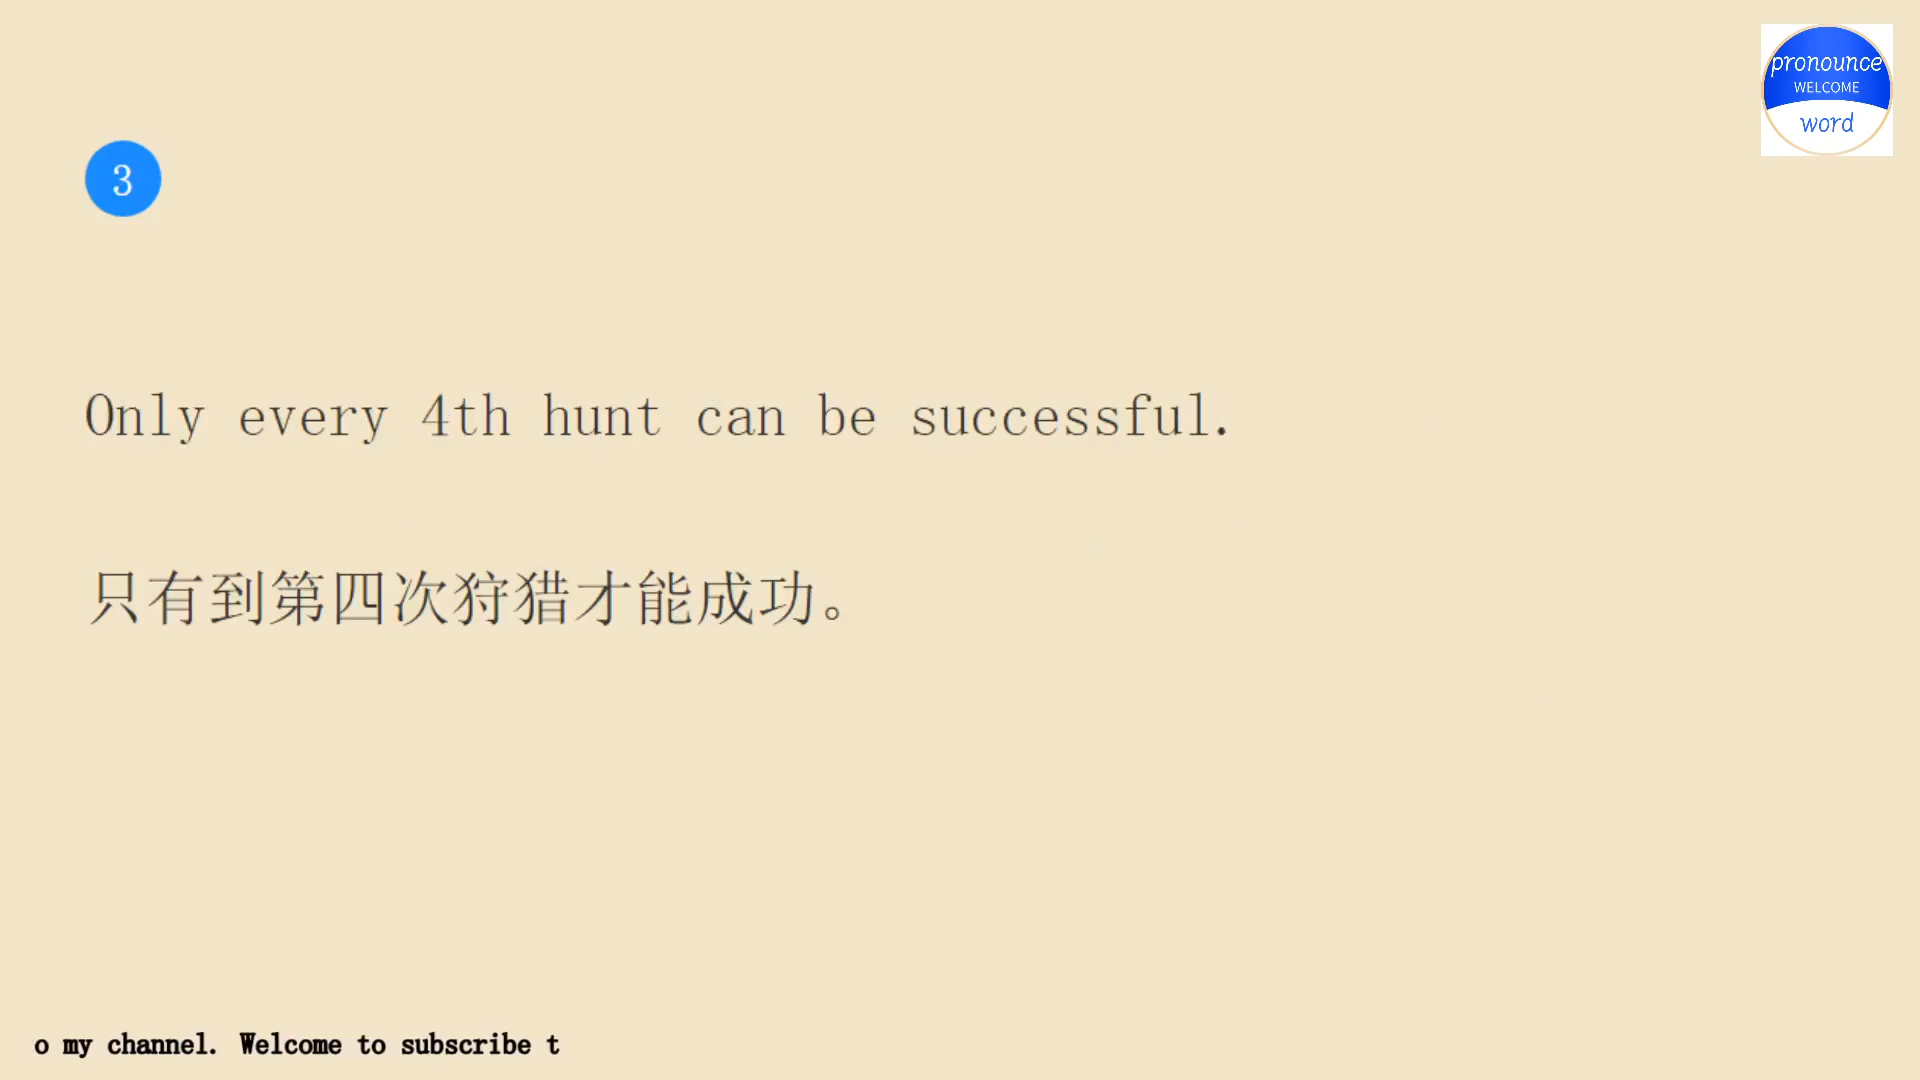 pronounce
WELCOME
word
3
Only every 4th hunt can be successful.
只有到第四次狩猎才能成功。
o my channel. Welcome to subscribe t